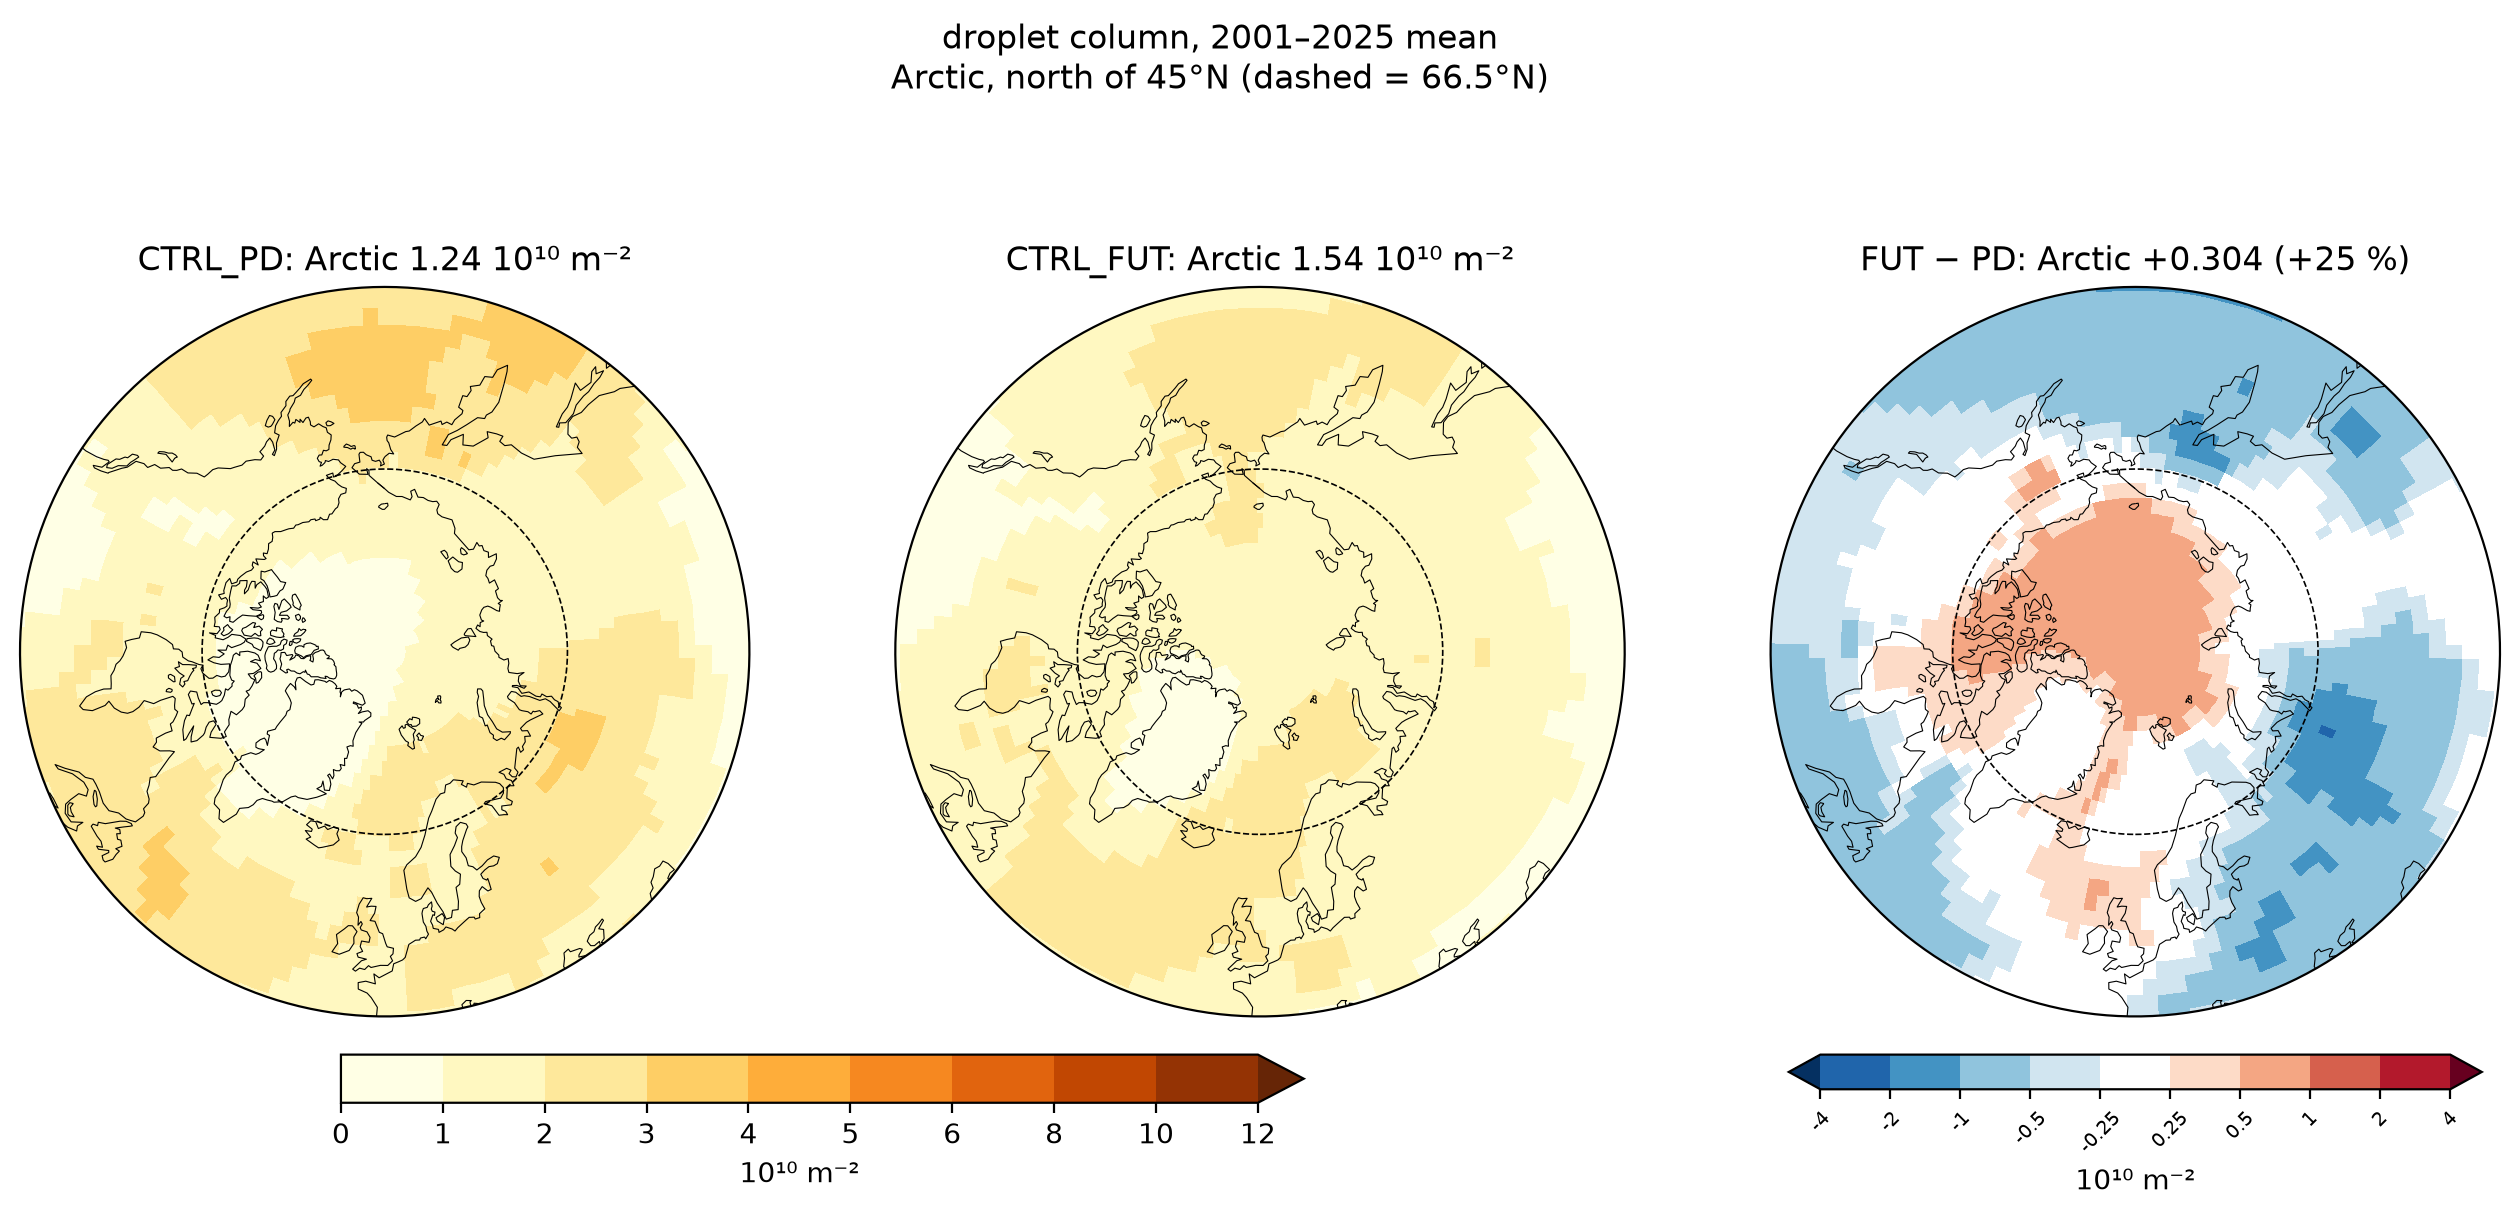 droplet column, 2001–2025 mean
Arctic, north of 45°N (dashed = 66.5°N)
CTRL_PD: Arctic 1.24 10¹⁰ m⁻²
CTRL_FUT: Arctic 1.54 10¹⁰ m⁻²
FUT − PD: Arctic +0.304 (+25 %)
0 1 2 3 4 5 6 8 10 12
10¹⁰ m⁻²
-4 -2 -1 -0.5 -0.25 0.25 0.5 1 2 4
10¹⁰ m⁻²